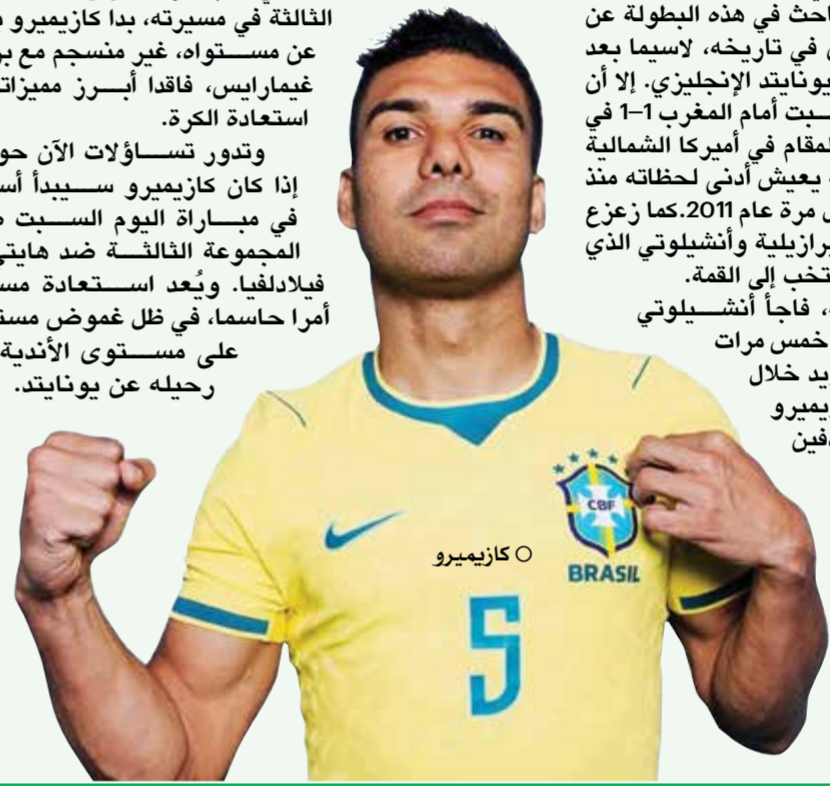 احث في هذه البطولة عن
في تاريخه، لاسيما بعد
يونايتد الإنجليزي. إلا أن
سبت أمام المغرب 1-1 في
لمقام في أميركا الشمالية
يعيش أدنى لحظاته منذ
مرة عام 2011.كما زعزع
برازيلية وأنشيلوتي الذي
تخب إلى القمة.
، فاجأ أنشيلوتي
خمس مرات
يد خلال
يميرو
دفين
الثالثة في مسيرته، بدا كازيميرو
عن مستواه، غير منسجم مع
غيمارايس، فاقدا أبرز مميزات
استعادة الكرة.
وتدور تساؤلات الآن حو
إذا كان كازيميرو سيبدأ
في مباراة اليوم السبت
المجموعة الثالثة ضد هايتي
فيلادلفيا. ويُعد استعادة
أمرا حاسما، في ظل غموض
على مستوى الأندية
رحيله عن يونايتد.
كازيميرو
CBF
BRASIL
5